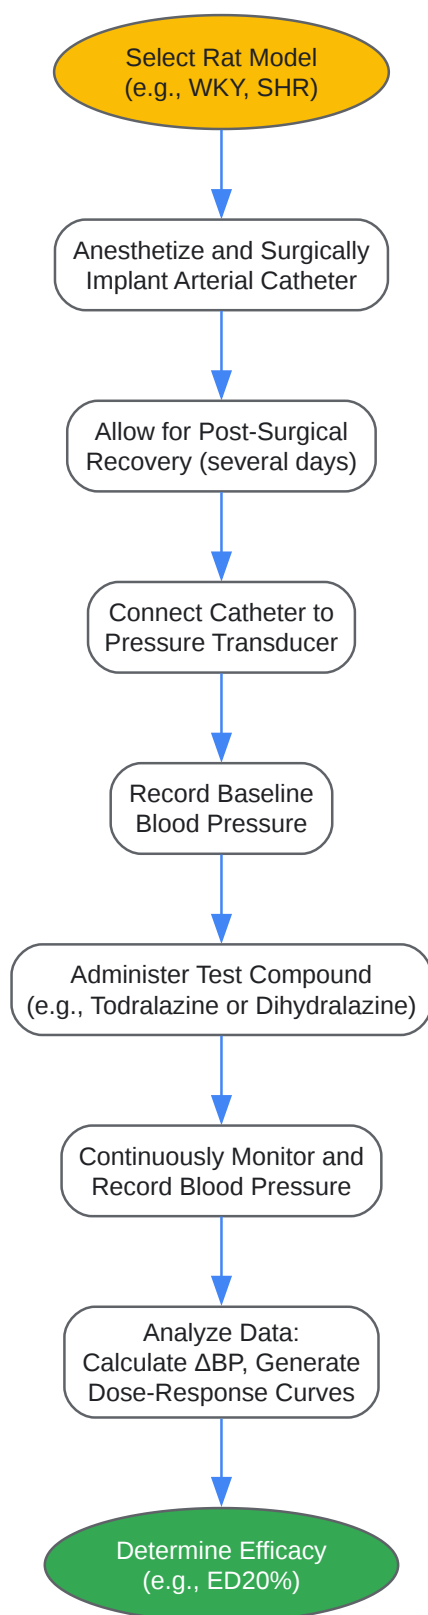 Select Rat Model
(e.g., WKY, SHR)
Anesthetize and Surgically
Implant Arterial Catheter
Allow for Post-Surgical
Recovery (several days)
Connect Catheter to
Pressure Transducer
Record Baseline
Blood Pressure
Administer Test Compound
(e.g., Todralazine or Dihydralazine)
Continuously Monitor and
Record Blood Pressure
Analyze Data:
Calculate ΔBP, Generate
Dose-Response Curves
Determine Efficacy
(e.g., ED20%)